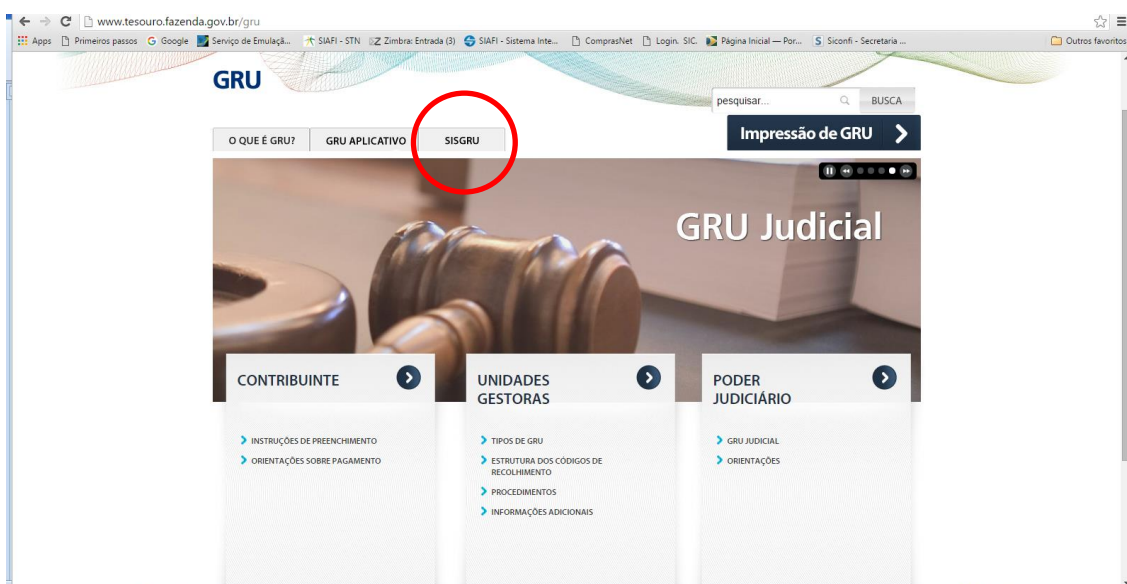 www.tesouro.fazenda.gov.br/gru
Apps Primeiros passos Google Serviço de Emulaçã... SIAFI - STN Zimbra: Entrada (3) SIAFI - Sistema Inte... ComprasNet Login. SIC. Página Inicial — Por... Siconfi - Secretaria ... Outros favoritos
GRU
pesquisar... BUSCA
Impressão de GRU
O QUE É GRU? GRU APLICATIVO SISGRU
GRU Judicial
CONTRIBUINTE
INSTRUÇÕES DE PREENCHIMENTO
ORIENTAÇÕES SOBRE PAGAMENTO
UNIDADES
GESTORAS
TIPOS DE GRU
ESTRUTURA DOS CÓDIGOS DE
RECOLHIMENTO
PROCEDIMENTOS
INFORMAÇÕES ADICIONAIS
PODER
JUDICIÁRIO
GRU JUDICIAL
ORIENTAÇÕES